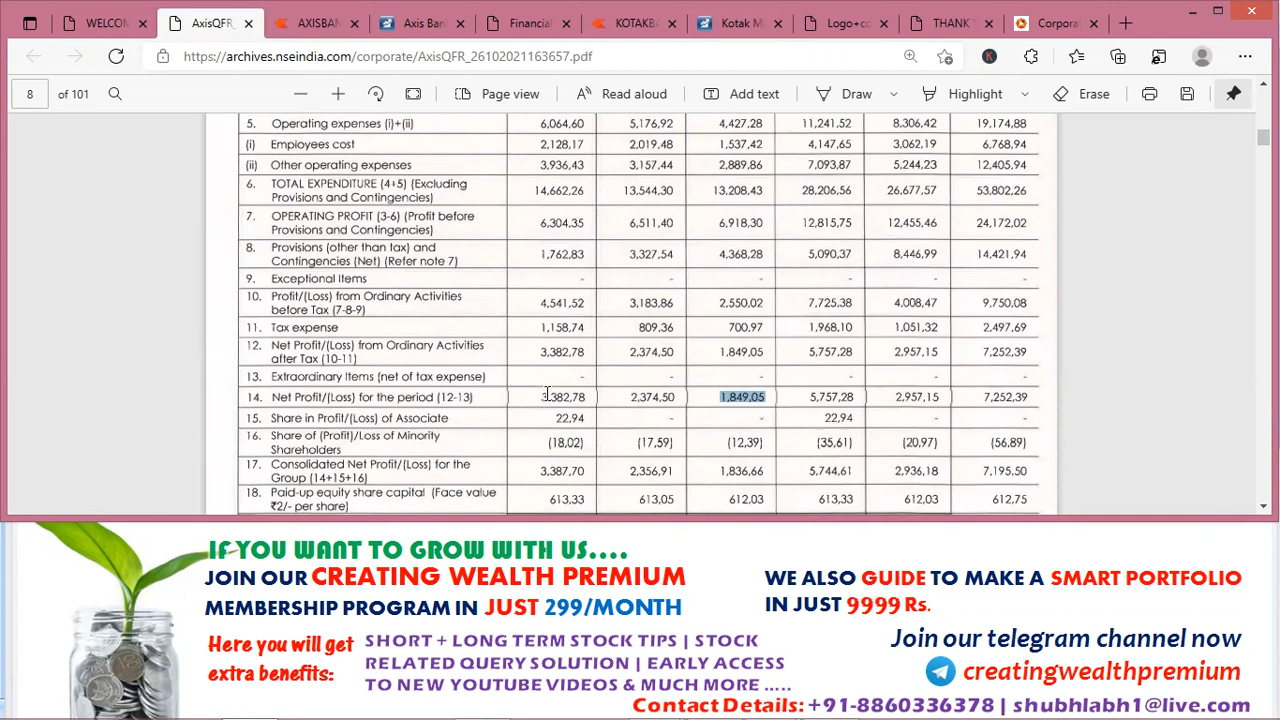 WELCOM
AxisQFR_
AXISBAN
Axis Ban
Financial
KOTAKBA
Kotak M
Logo+co
THANK Y
Corporat
https://archives.nseindia.com/corporate/AxisQFR_26102021163657.pdf
K
8 of 101
Page view
Read aloud
Add text
Draw
Highlight
Erase
5. Operating expenses (i)+(ii) 6,064,60 5,176,92 4,427,28 11,241,52 8,306,42 19,174,88
(i) Employees cost 2,128,17 2,019,48 1,537,42 4,147,65 3,062,19 6,768,94
(ii) Other operating expenses 3,936,43 3,157,44 2,889,86 7,093,87 5,244,23 12,405,94
6. TOTAL EXPENDITURE (4+5) (Excluding
Provisions and Contingencies) 14,662,26 13,544,30 13,208,43 28,206,56 26,677,57 53,802,26
7. OPERATING PROFIT (3-6) (Profit before
Provisions and Contingencies) 6,304,35 6,511,40 6,918,30 12,815,75 12,455,46 24,172,02
8. Provisions (other than tax) and
Contingencies (Net) (Refer note 7) 1,762,83 3,327,54 4,368,28 5,090,37 8,446,99 14,421,94
9. Exceptional Items - - - - - -
10. Profit/(Loss) from Ordinary Activities
before Tax (7-8-9) 4,541,52 3,183,86 2,550,02 7,725,38 4,008,47 9,750,08
11. Tax expense 1,158,74 809,36 700,97 1,968,10 1,051,32 2,497,69
12. Net Profit/(Loss) from Ordinary Activities
after Tax (10-11) 3,382,78 2,374,50 1,849,05 5,757,28 2,957,15 7,252,39
13. Extraordinary Items (net of tax expense) - - - - - -
14. Net Profit/(Loss) for the period (12-13) 3,382,78 2,374,50 1,849,05 5,757,28 2,957,15 7,252,39
15. Share in Profit/(Loss) of Associate 22,94 - - 22,94 - -
16. Share of (Profit)/Loss of Minority
Shareholders (18,02) (17,59) (12,39) (35,61) (20,97) (56,89)
17. Consolidated Net Profit/(Loss) for the
Group (14+15+16) 3,387,70 2,356,91 1,836,66 5,744,61 2,936,18 7,195,50
18. Paid-up equity share capital (Face value
₹2/- per share) 613,33 613,05 612,03 613,33 612,03 612,75
IF YOU WANT TO GROW WITH US....
JOIN OUR CREATING WEALTH PREMIUM
MEMBERSHIP PROGRAM IN JUST 299/MONTH
Here you will get
extra benefits:
SHORT + LONG TERM STOCK TIPS | STOCK
RELATED QUERY SOLUTION | EARLY ACCESS
TO NEW YOUTUBE VIDEOS & MUCH MORE .....
WE ALSO GUIDE TO MAKE A SMART PORTFOLIO
IN JUST 9999 Rs.
Join our telegram channel now
creatingwealthpremium
Contact Details: +91-8860336378 | shubhlabh1@live.com